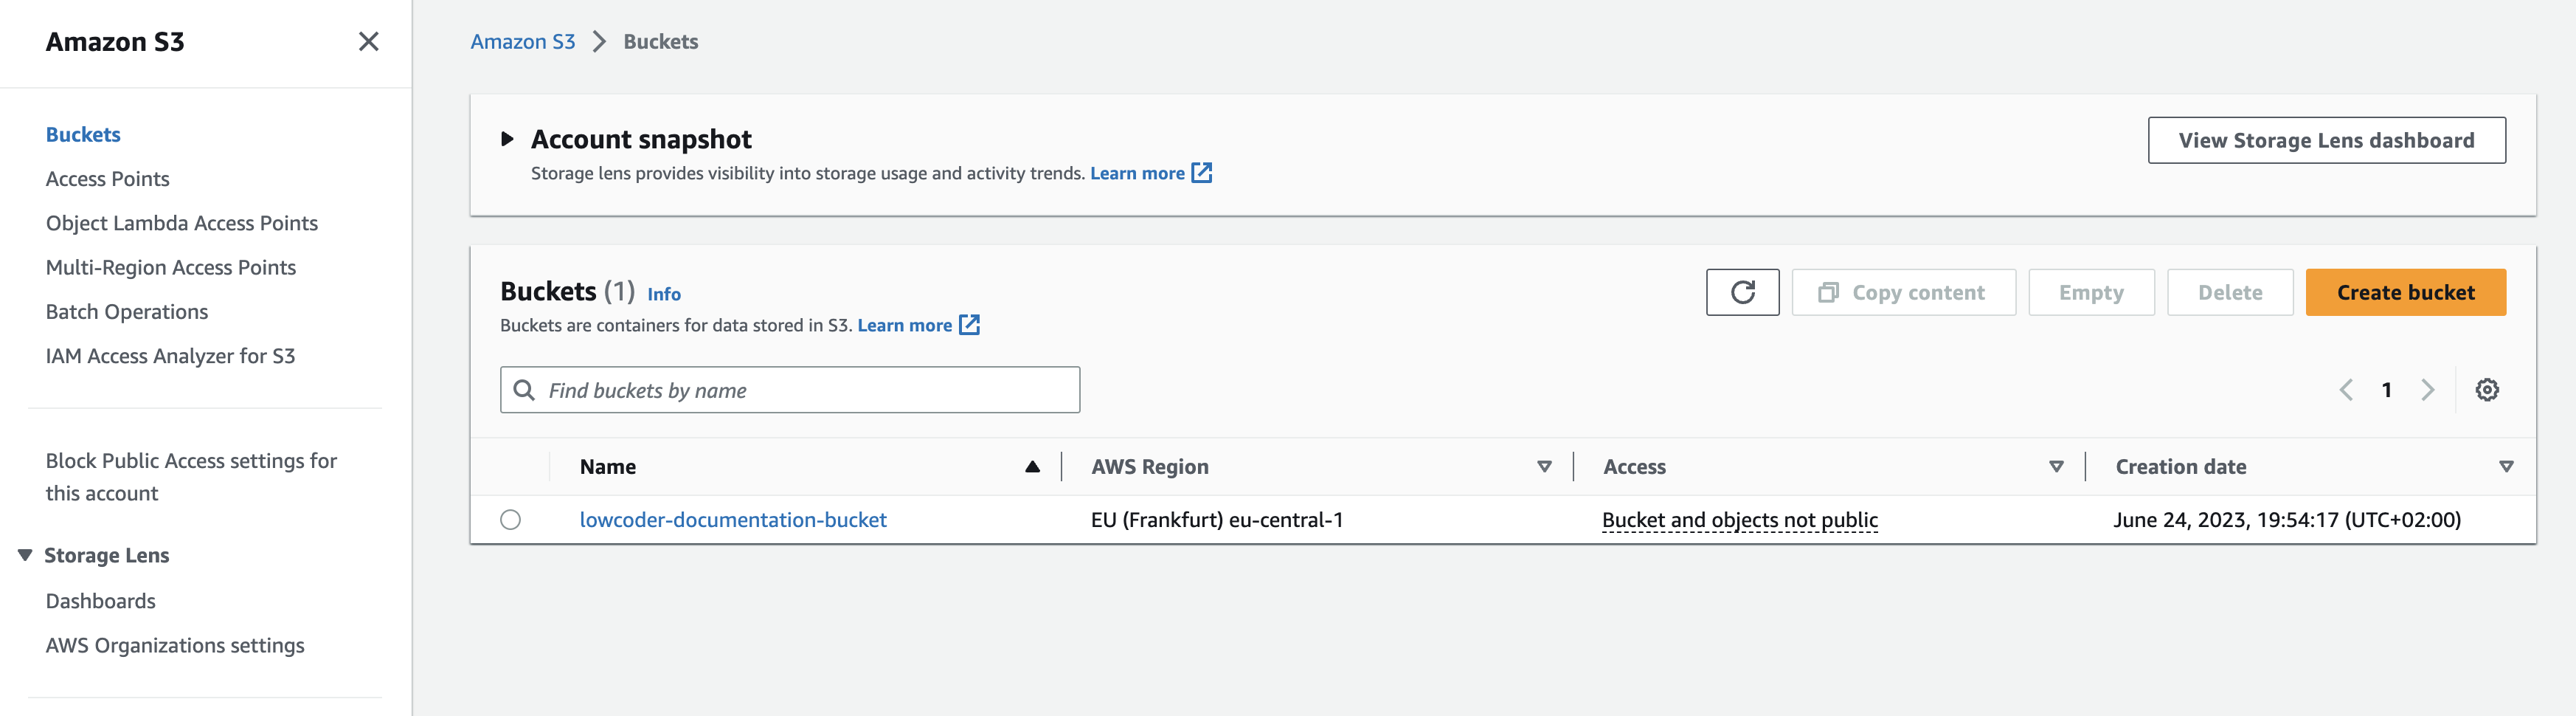 Amazon S3
Buckets
Access Points
Object Lambda Access Points
Multi-Region Access Points
Batch Operations
IAM Access Analyzer for S3
Block Public Access settings for
this account
Storage Lens
Dashboards
AWS Organizations settings
Amazon S3 Buckets
Account snapshot
Storage lens provides visibility into storage usage and activity trends. Learn more
View Storage Lens dashboard
Buckets (1) Info
Buckets are containers for data stored in S3. Learn more
Copy content Empty Delete Create bucket
Find buckets by name
1
Name AWS Region Access Creation date
lowcoder-documentation-bucket EU (Frankfurt) eu-central-1 Bucket and objects not public June 24, 2023, 19:54:17 (UTC+02:00)